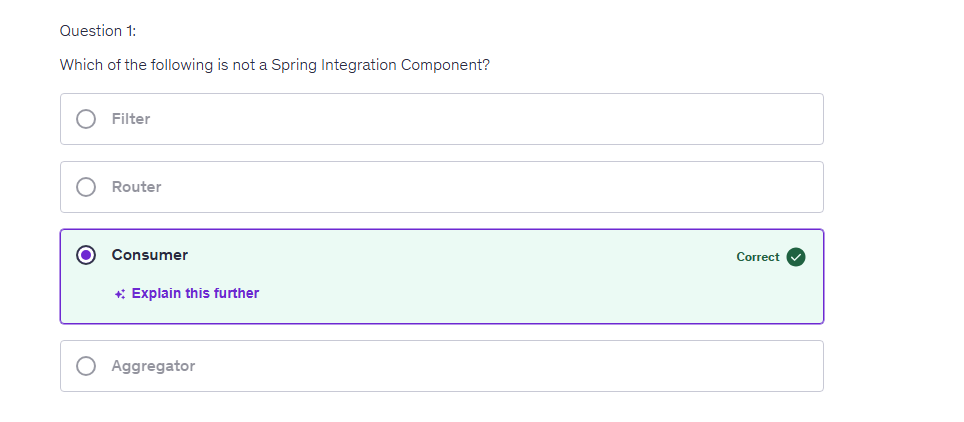 Question 1:
Which of the following is not a Spring Integration Component?
Filter
Router
Consumer
Correct
Explain this further
Aggregator